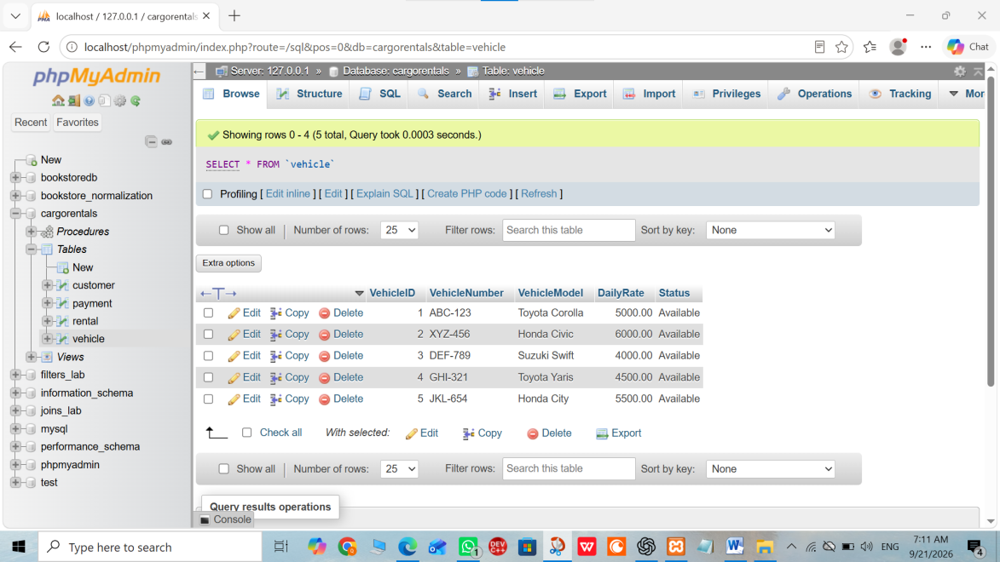 localhost / 127.0.0.1 / cargorentals
localhost/phpmyadmin/index.php?route=/sql&pos=0&db=cargorentals&table=vehicle
Chat
phpMyAdmin
Recent Favorites
New
bookstoredb
bookstore_normalization
cargorentals
Procedures
Tables
New
customer
payment
rental
vehicle
Views
filters_lab
information_schema
joins_lab
mysql
performance_schema
phpmyadmin
test
Server: 127.0.0.1 » Database: cargorentals » Table: vehicle
Browse Structure SQL Search Insert Export Import Privileges Operations Tracking Mor
Showing rows 0 - 4 (5 total, Query took 0.0003 seconds.)
SELECT * FROM `vehicle`
Profiling [ Edit inline ] [ Edit ] [ Explain SQL ] [ Create PHP code ] [ Refresh ]
Show all Number of rows: 25 Filter rows: Search this table Sort by key: None
Extra options
←T→ VehicleID VehicleNumber VehicleModel DailyRate Status
Edit Copy Delete 1 ABC-123 Toyota Corolla 5000.00 Available
Edit Copy Delete 2 XYZ-456 Honda Civic 6000.00 Available
Edit Copy Delete 3 DEF-789 Suzuki Swift 4000.00 Available
Edit Copy Delete 4 GHI-321 Toyota Yaris 4500.00 Available
Edit Copy Delete 5 JKL-654 Honda City 5500.00 Available
Check all With selected: Edit Copy Delete Export
Show all Number of rows: 25 Filter rows: Search this table Sort by key: None
Query results operations
Console
Type here to search
1
DEV C++
ENG
7:11 AM
9/21/2026
4